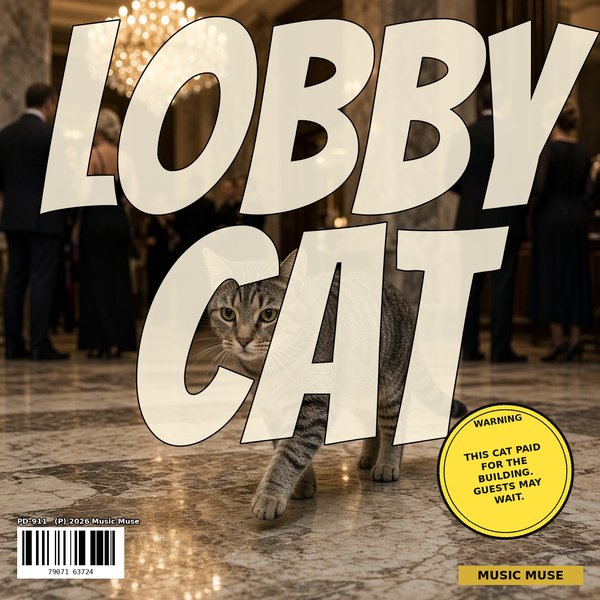 LOBBY
CAT
WARNING
THIS CAT PAID
FOR THE
BUILDING.
GUESTS MAY
WAIT.
PD-911 (P) 2026 Music Muse
79071 63724
MUSIC MUSE